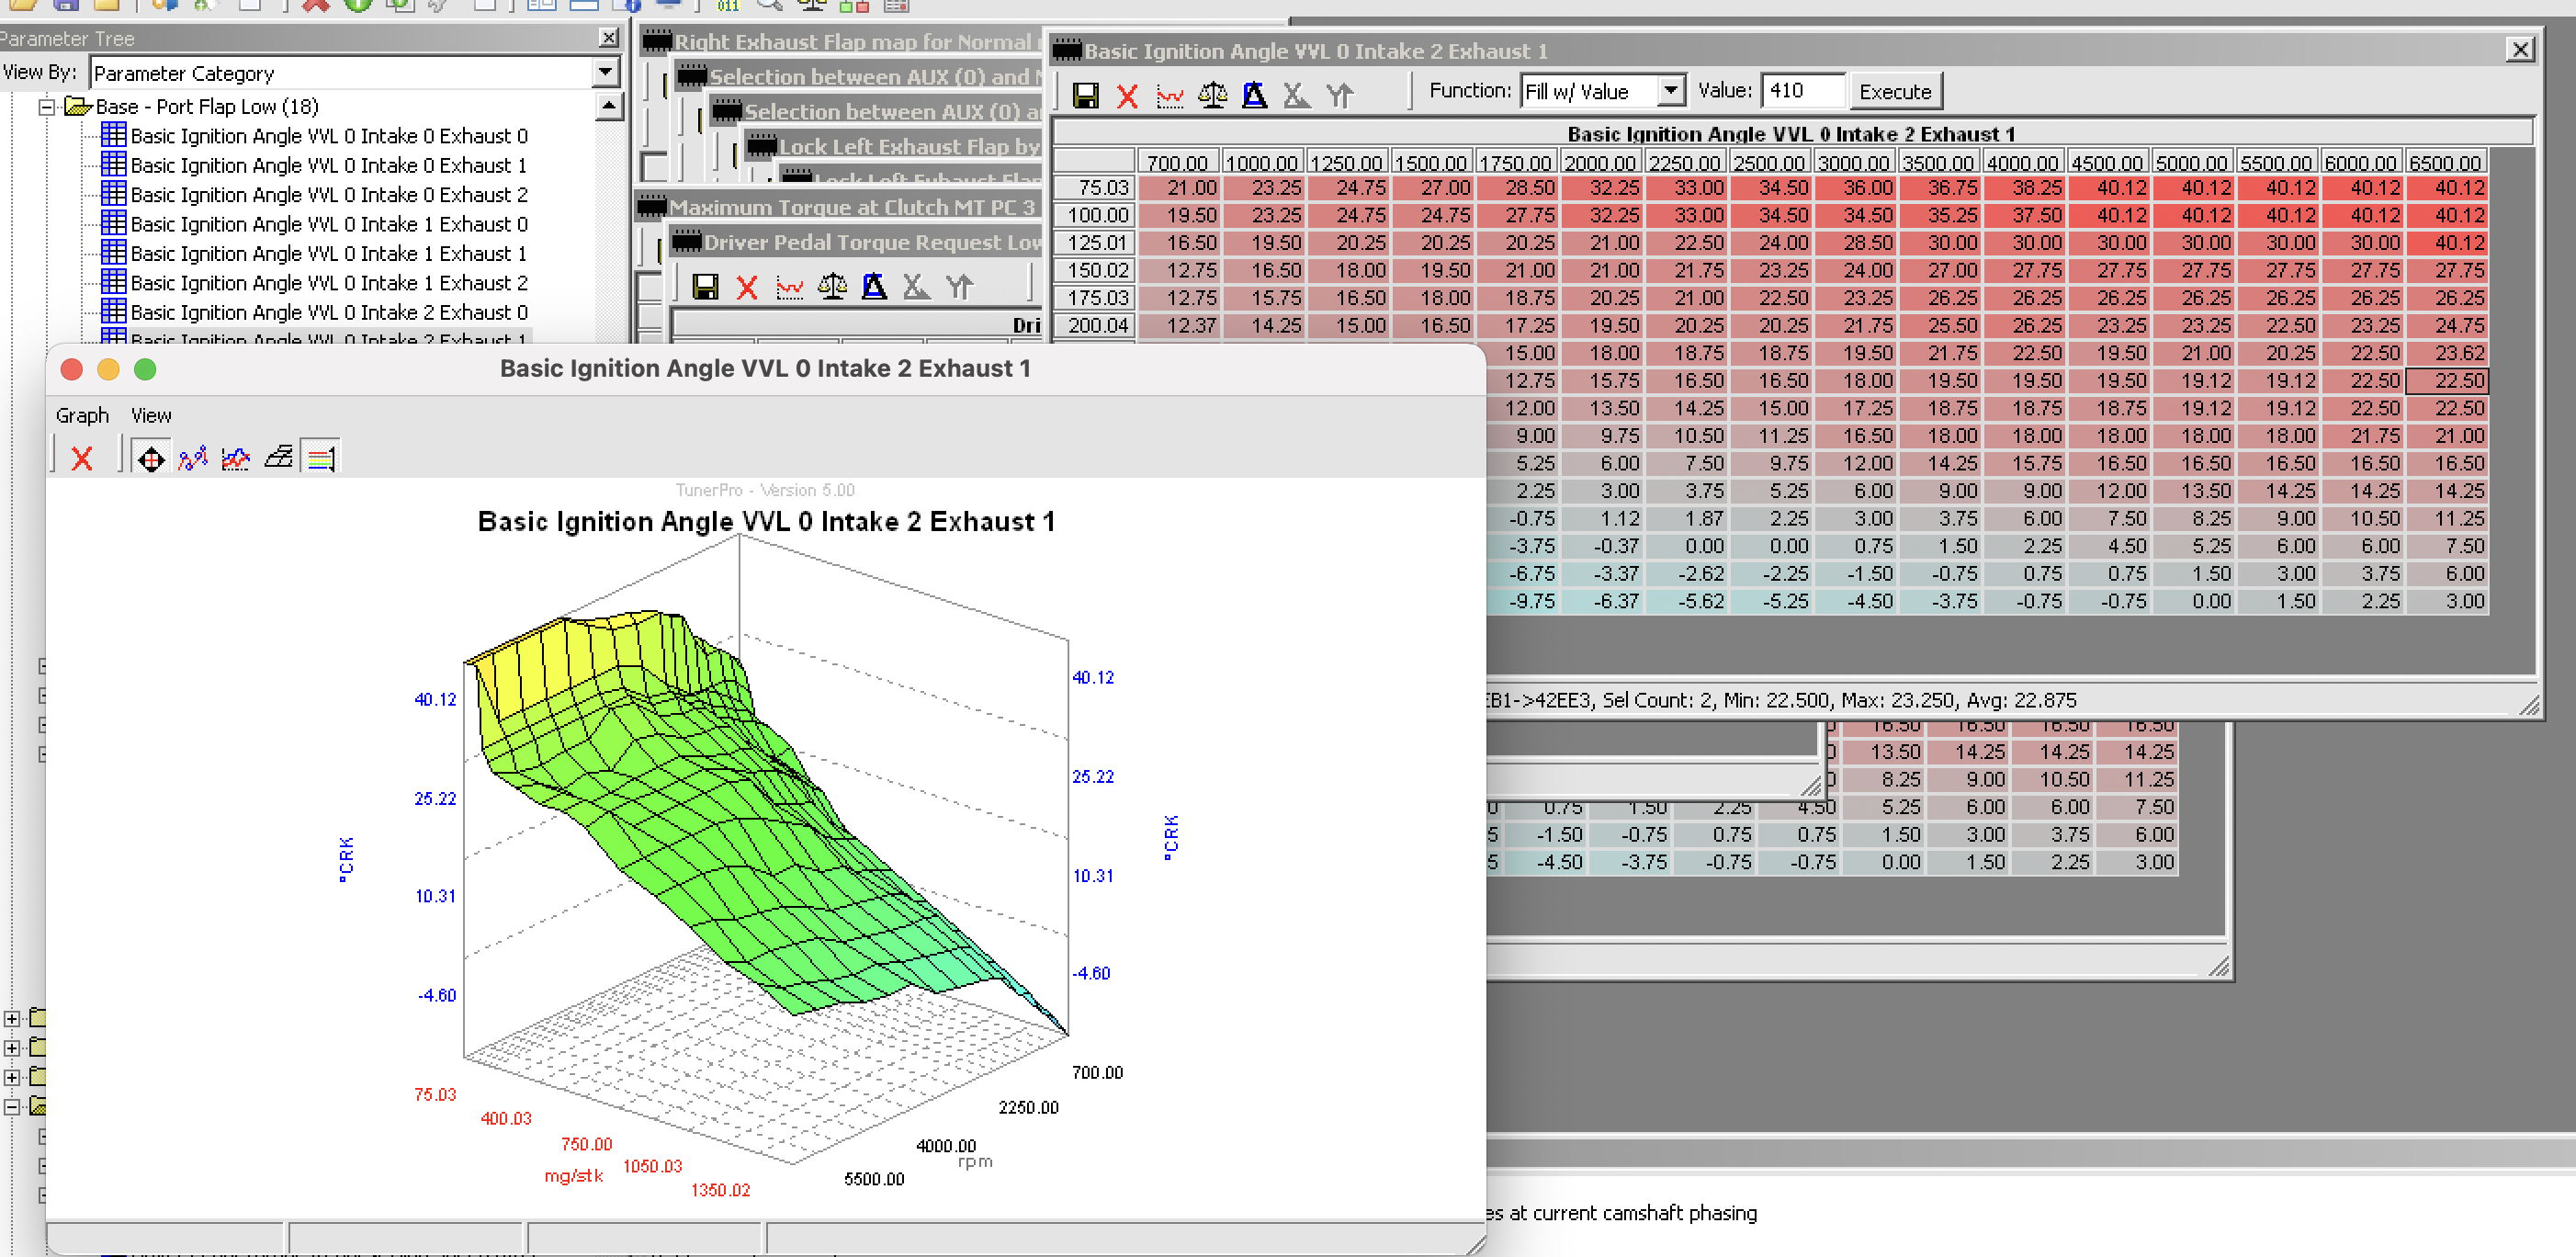 Parameter Tree
View By: Parameter Category
Base - Port Flap Low (18)
Basic Ignition Angle VVL 0 Intake 0 Exhaust 0
Basic Ignition Angle VVL 0 Intake 0 Exhaust 1
Basic Ignition Angle VVL 0 Intake 0 Exhaust 2
Basic Ignition Angle VVL 0 Intake 1 Exhaust 0
Basic Ignition Angle VVL 0 Intake 1 Exhaust 1
Basic Ignition Angle VVL 0 Intake 1 Exhaust 2
Basic Ignition Angle VVL 0 Intake 2 Exhaust 0
Basic Ignition Angle VVL 0 Intake 2 Exhaust 1
Right Exhaust Flap map for Normal
Selection between AUX (0) and
Selection between AUX (0)
Lock Left Exhaust Flap by
Lock Left Exhaust Flap
Maximum Torque at Clutch MT PC 3
Driver Pedal Torque Request Low
Dri
Basic Ignition Angle VVL 0 Intake 2 Exhaust 1
Function: Fill w/ Value Value: 410 Execute
Basic Ignition Angle VVL 0 Intake 2 Exhaust 1
700.00 1000.00 1250.00 1500.00 1750.00 2000.00 2250.00 2500.00 3000.00 3500.00 4000.00 4500.00 5000.00 5500.00 6000.00 6500.00
75.03 21.00 23.25 24.75 27.00 28.50 32.25 33.00 34.50 36.00 36.75 38.25 40.12 40.12 40.12 40.12 40.12
100.00 19.50 23.25 24.75 24.75 27.75 32.25 33.00 34.50 34.50 35.25 37.50 40.12 40.12 40.12 40.12 40.12
125.01 16.50 19.50 20.25 20.25 20.25 21.00 22.50 24.00 28.50 30.00 30.00 30.00 30.00 30.00 30.00 40.12
150.02 12.75 16.50 18.00 19.50 21.00 21.00 21.75 23.25 24.00 27.00 27.75 27.75 27.75 27.75 27.75 27.75
175.03 12.75 15.75 16.50 18.00 18.75 20.25 21.00 22.50 23.25 26.25 26.25 26.25 26.25 26.25 26.25 26.25
200.04 12.37 14.25 15.00 16.50 17.25 19.50 20.25 20.25 21.75 25.50 26.25 23.25 23.25 22.50 23.25 24.75
15.00 18.00 18.75 18.75 19.50 21.75 22.50 19.50 21.00 20.25 22.50 23.62
12.75 15.75 16.50 16.50 18.00 19.50 19.50 19.50 19.12 19.12 22.50 22.50
12.00 13.50 14.25 15.00 17.25 18.75 18.75 18.75 19.12 19.12 22.50 22.50
9.00 9.75 10.50 11.25 16.50 18.00 18.00 18.00 18.00 18.00 21.75 21.00
5.25 6.00 7.50 9.75 12.00 14.25 15.75 16.50 16.50 16.50 16.50 16.50
2.25 3.00 3.75 5.25 6.00 9.00 9.00 12.00 13.50 14.25 14.25 14.25
-0.75 1.12 1.87 2.25 3.00 3.75 6.00 7.50 8.25 9.00 10.50 11.25
-3.75 -0.37 0.00 0.00 0.75 1.50 2.25 4.50 5.25 6.00 6.00 7.50
-6.75 -3.37 -2.62 -2.25 -1.50 -0.75 0.75 0.75 1.50 3.00 3.75 6.00
-9.75 -6.37 -5.62 -5.25 -4.50 -3.75 -0.75 -0.75 0.00 1.50 2.25 3.00
EB1->42EE3, Sel Count: 2, Min: 22.500, Max: 23.250, Avg: 22.875
16.50 16.50 16.50 16.50
13.50 14.25 14.25 14.25
8.25 9.00 10.50 11.25
0.75 1.50 2.25 4.50 5.25 6.00 6.00 7.50
-1.50 -0.75 0.75 0.75 1.50 3.00 3.75 6.00
-4.50 -3.75 -0.75 -0.75 0.00 1.50 2.25 3.00
es at current camshaft phasing
Basic Ignition Angle VVL 0 Intake 2 Exhaust 1
Graph View
TunerPro - Version 5.00
Basic Ignition Angle VVL 0 Intake 2 Exhaust 1
40.12
25.22
10.31
-4.60
°CRK
40.12
25.22
10.31
-4.60
°CRK
75.03
400.03
750.00
1050.03
1350.02
mg/stk
700.00
2250.00
4000.00
5500.00
rpm